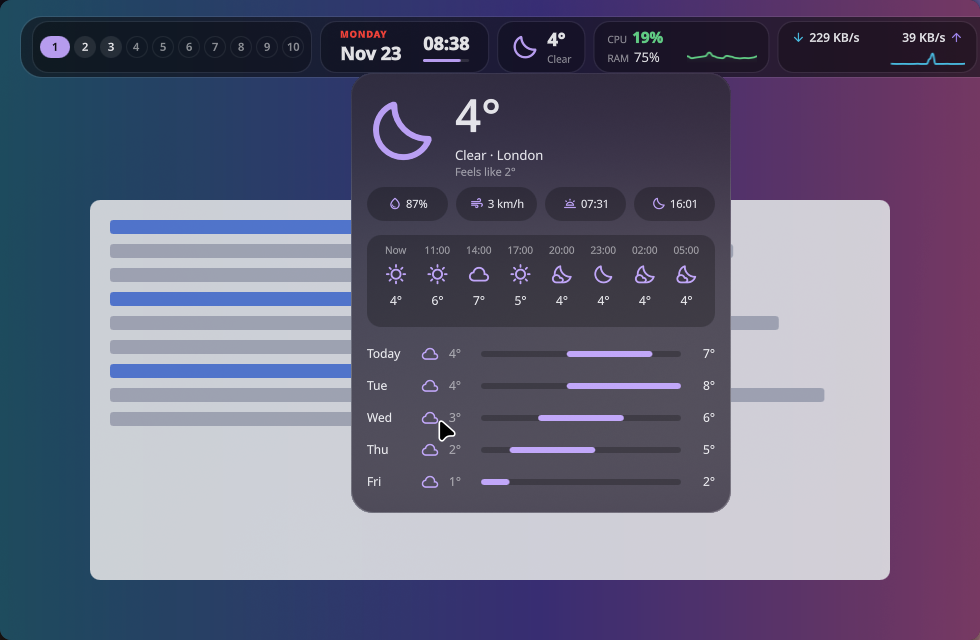 1 2 3 4 5 6 7 8 9 10
MONDAY
Nov 23
08:38
4°
Clear
CPU 19%
RAM 75%
229 KB/s
39 KB/s
4°
Clear · London
Feels like 2°
87%
3 km/h
07:31
16:01
Now 11:00 14:00 17:00 20:00 23:00 02:00 05:00
4° 6° 7° 5° 4° 4° 4° 4°
Today 4° 7°
Tue 4° 8°
Wed 3° 6°
Thu 2° 5°
Fri 1° 2°